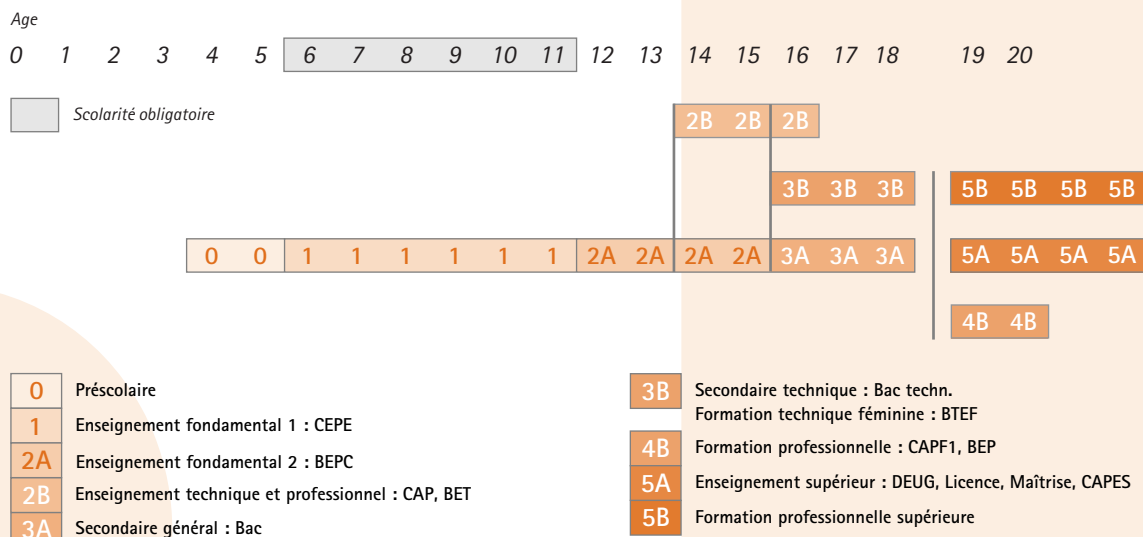 Age
0 1 2 3 4 5 6 7 8 9 10 11 12 13 14 15 16 17 18 19 20
Scolarité obligatoire
2B 2B 2B
3B 3B 3B 5B 5B 5B 5B
0 0 1 1 1 1 1 1 2A 2A 2A 2A 3A 3A 3A 5A 5A 5A 5A
4B 4B
0 Préscolaire
1 Enseignement fondamental 1 : CEPE
2A Enseignement fondamental 2 : BEPC
2B Enseignement technique et professionnel : CAP, BET
3A Secondaire général : Bac
3B Secondaire technique : Bac techn.
Formation technique féminine : BTEF
4B Formation professionnelle : CAPF1, BEP
5A Enseignement supérieur : DEUG, Licence, Maîtrise, CAPES
5B Formation professionnelle supérieure